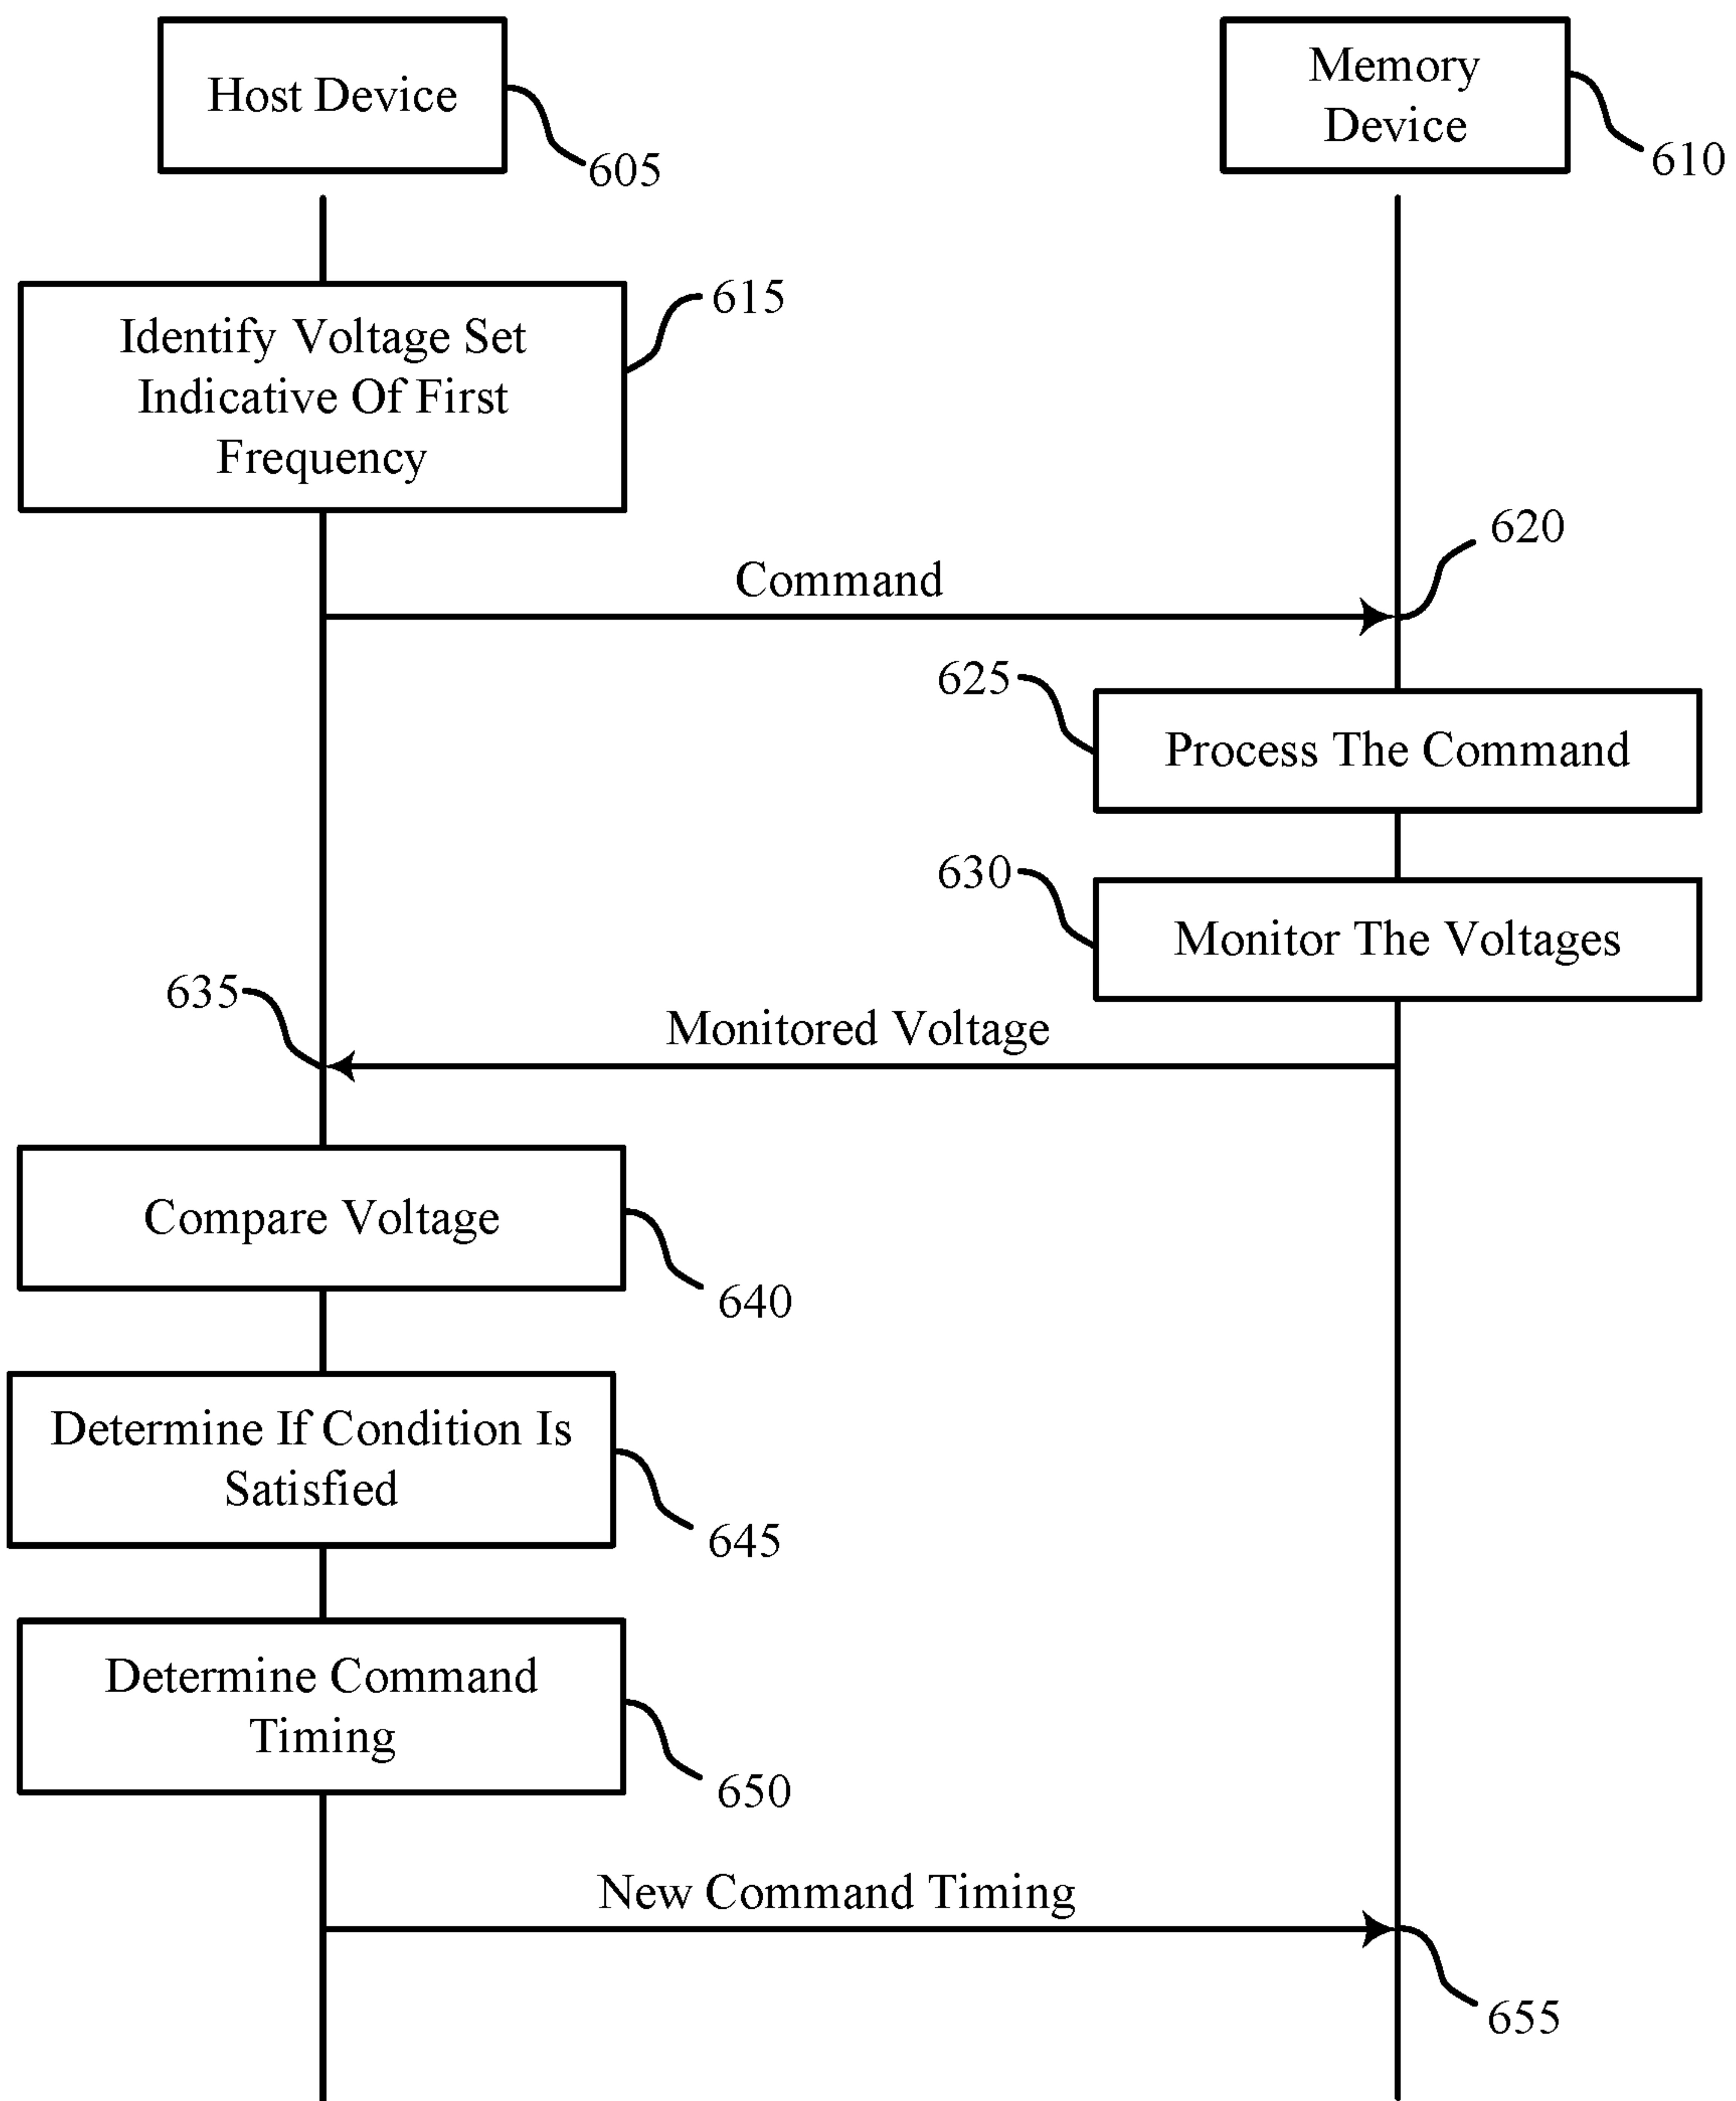 Host Device
605
Memory
Device
610
Identify Voltage Set
Indicative Of First
Frequency
615
Command
620
625
Process The Command
630
Monitor The Voltages
635
Monitored Voltage
Compare Voltage
640
Determine If Condition Is
Satisfied
645
Determine Command
Timing
650
New Command Timing
655